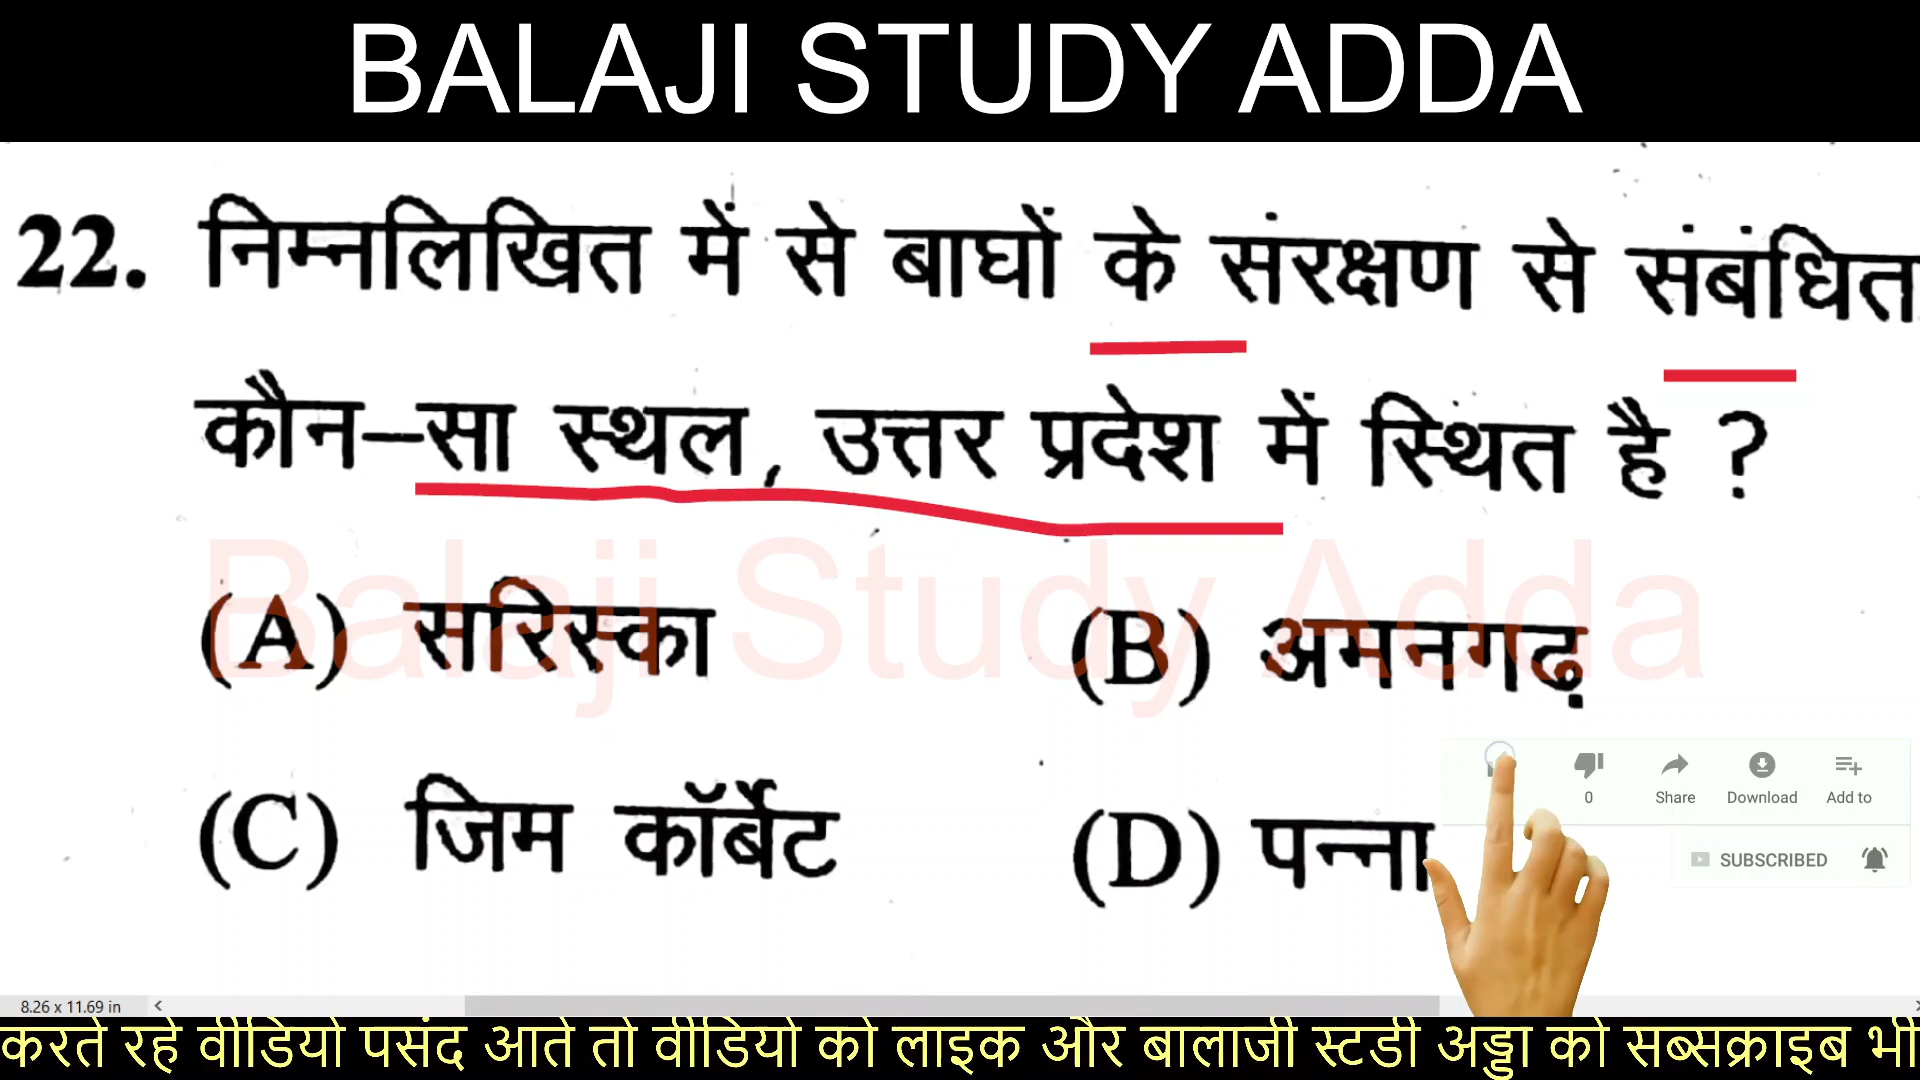 BALAJI STUDY ADDA
22. निम्नलिखित में से बाघों के संरक्षण से संबंधित
कौन–सा स्थल, उत्तर प्रदेश में स्थित है ?
Balaji Study Adda
(A) सरिस्का (B) अमनगढ़
(C) जिम कॉर्बेट (D) पन्ना
0 Share Download Add to
SUBSCRIBED
8.26 x 11.69 in
करते रहे वीडियो पसंद आते तो वीडियो को लाइक और बालाजी स्टडी अड्डा को सब्सक्राइब भी